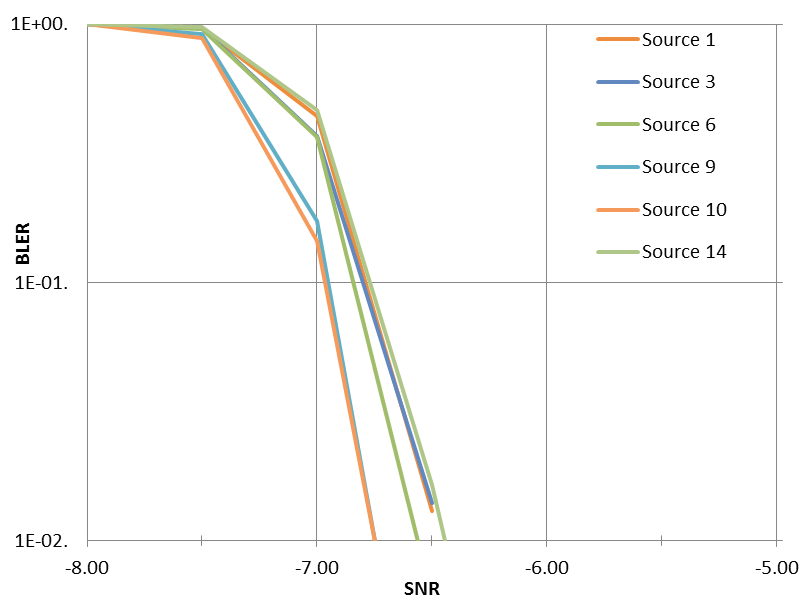 1E+00.
Source 1
Source 3
Source 6
Source 9
Source 10
Source 14
BLER
1E-01.
1E-02.
-8.00
-7.00
-6.00
-5.00
SNR